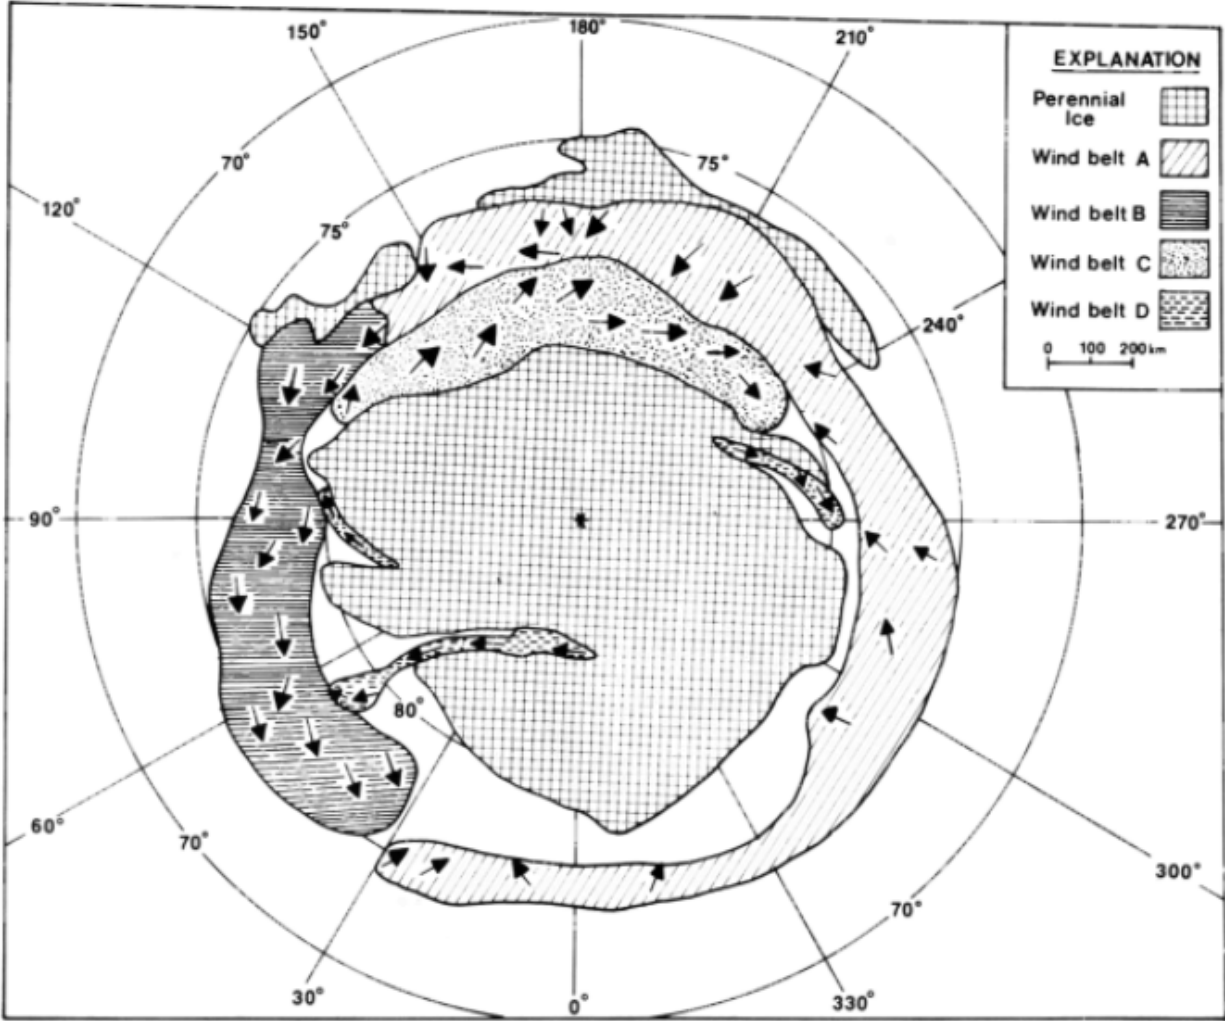 150°
180°
210°
EXPLANATION
Perennial
Ice
Wind belt A
Wind belt B
Wind belt C
Wind belt D
0 100 200km
70°
75°
120°
75°
240°
90°
270°
80°
60°
70°
300°
70°
30°
0°
330°